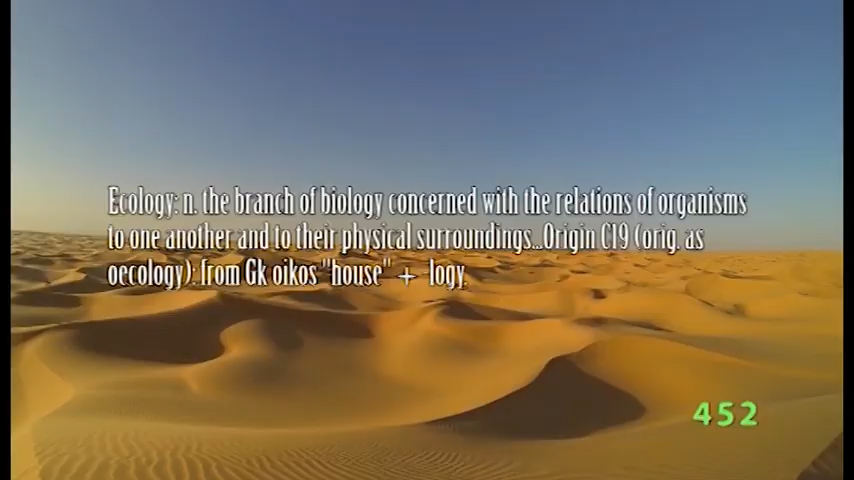 Ecology: n. the branch of biology concerned with the relations of organisms
to one another and to their physical surroundings...Origin C19 (orig. as
oecology): from Gk oikos "house" + logy.
452